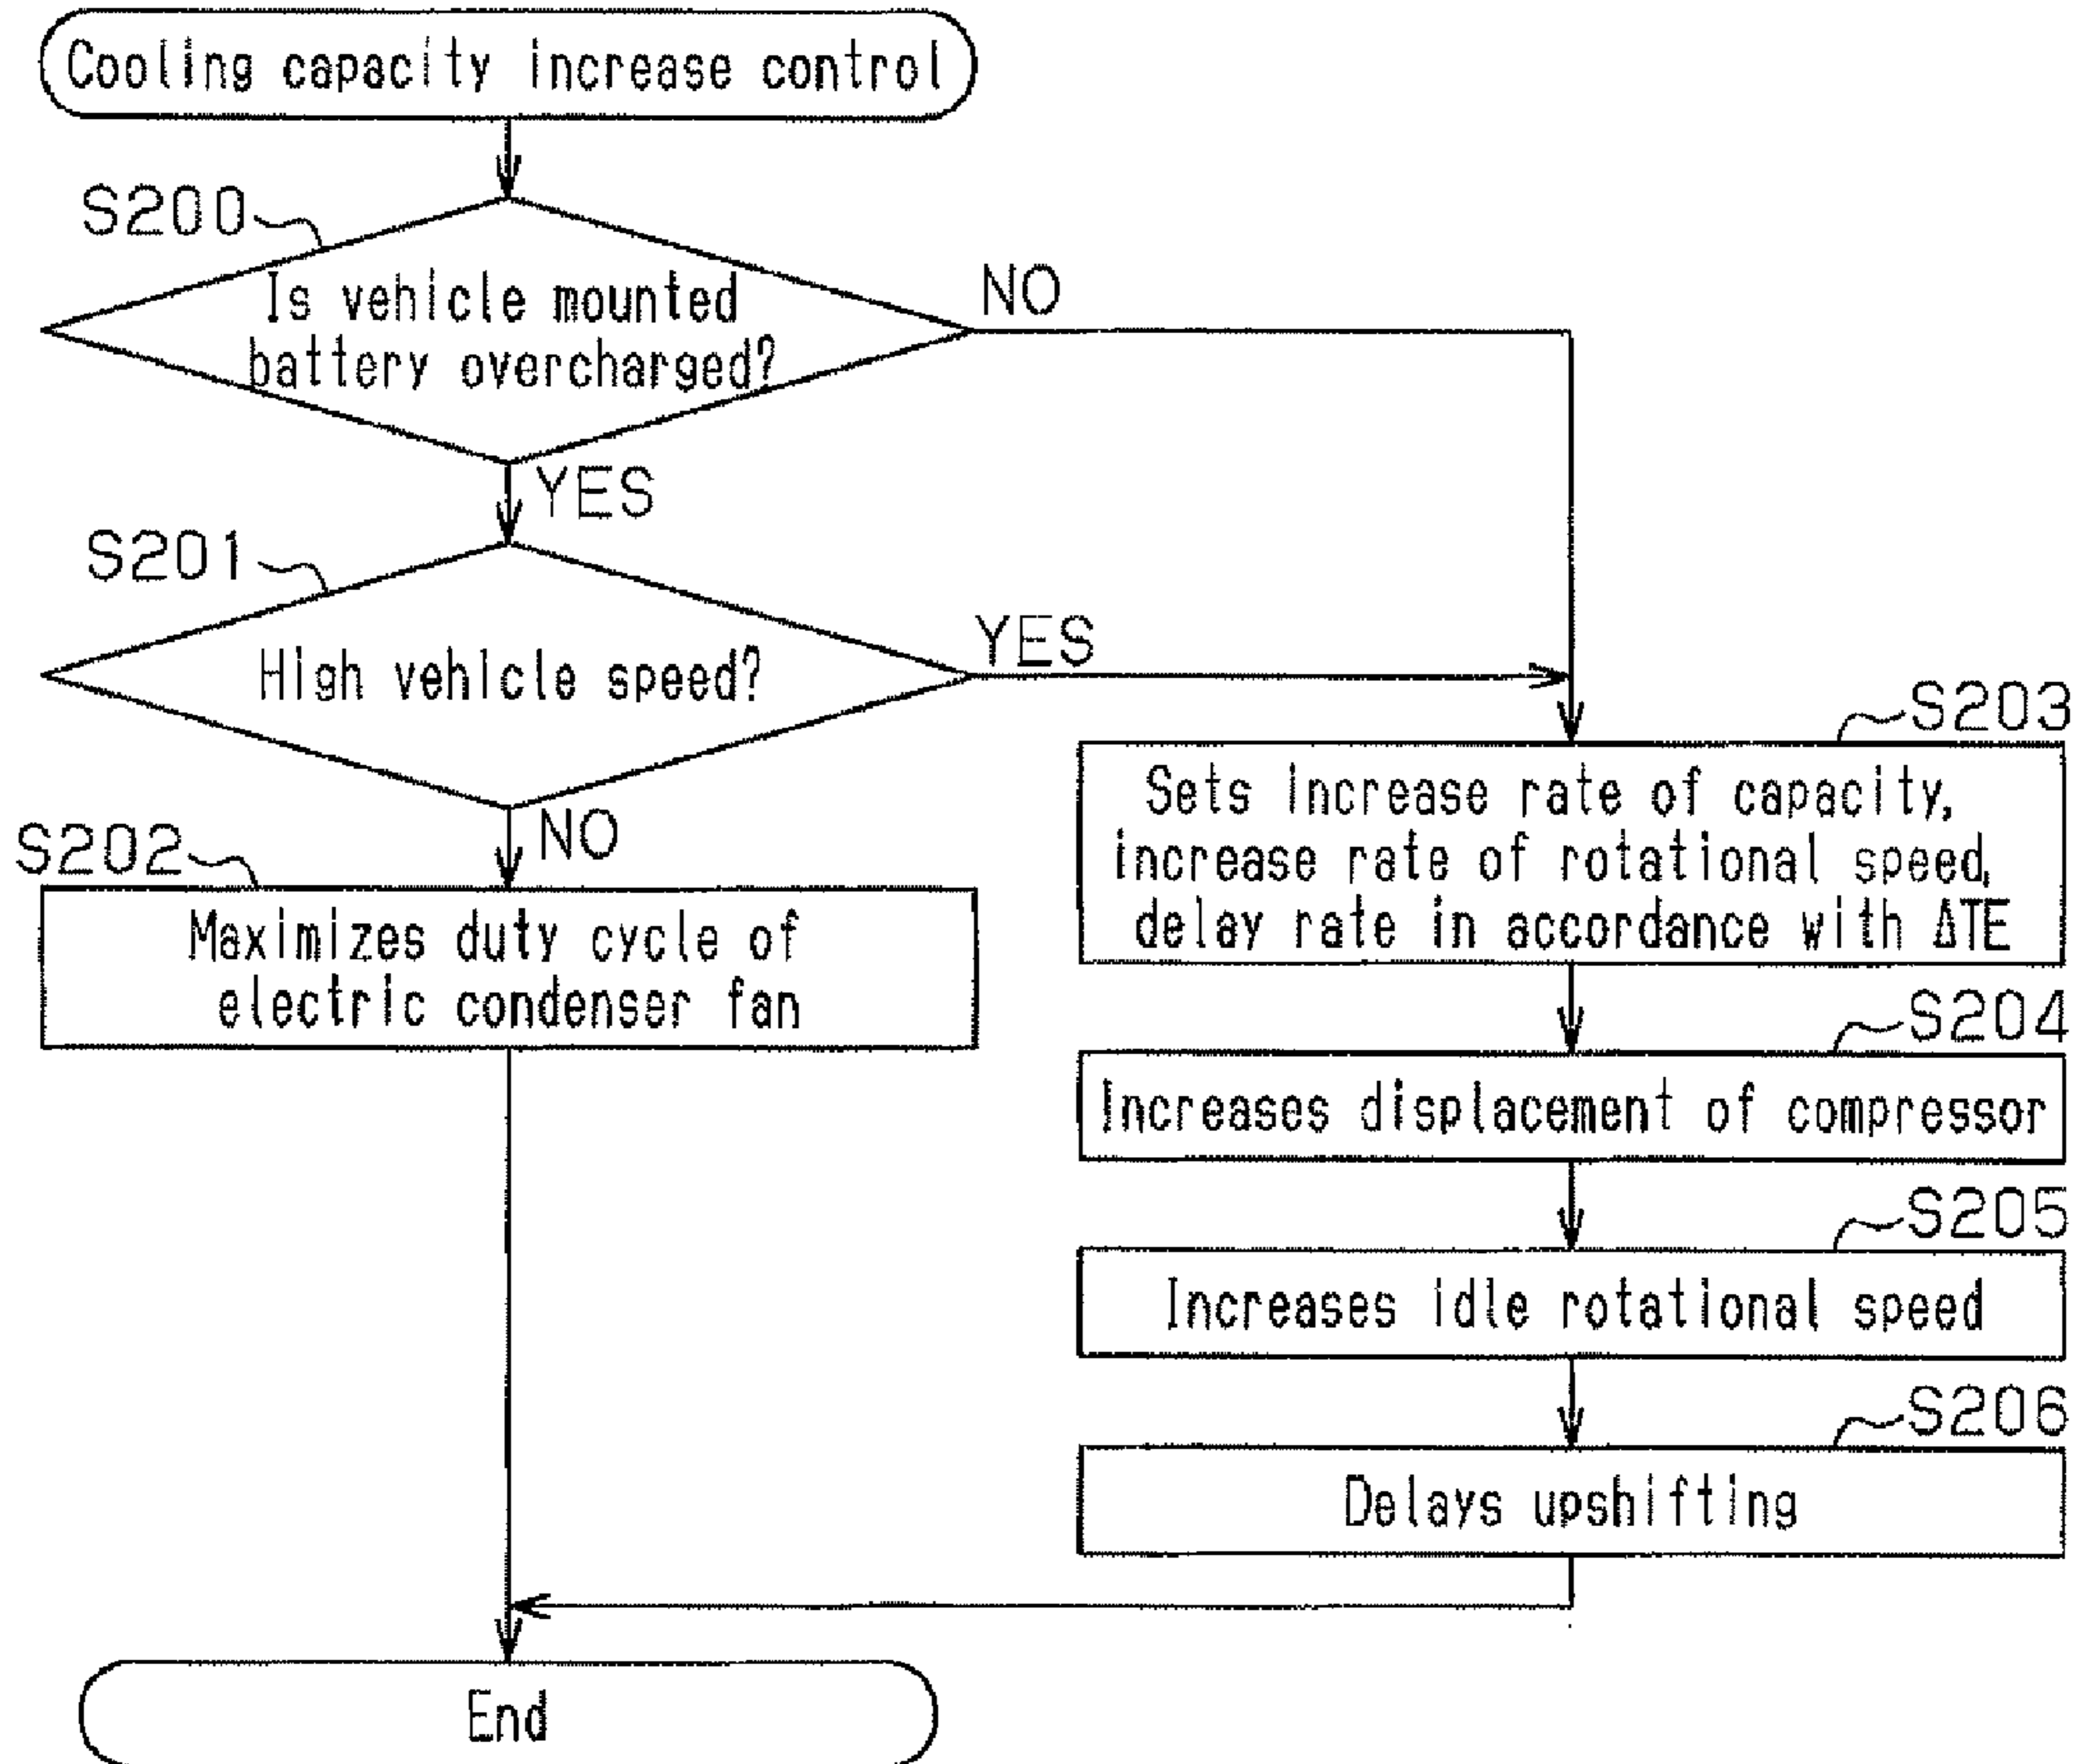 Cooling capacity increase control
S200
Is vehicle mounted
battery overcharged?
NO
YES
S201
High vehicle speed?
YES
NO
S202
Maximizes duty cycle of
electric condenser fan
S203
Sets increase rate of capacity,
increase rate of rotational speed,
delay rate in accordance with ΔTE
S204
Increases displacement of compressor
S205
Increases idle rotational speed
S206
Delays upshifting
End